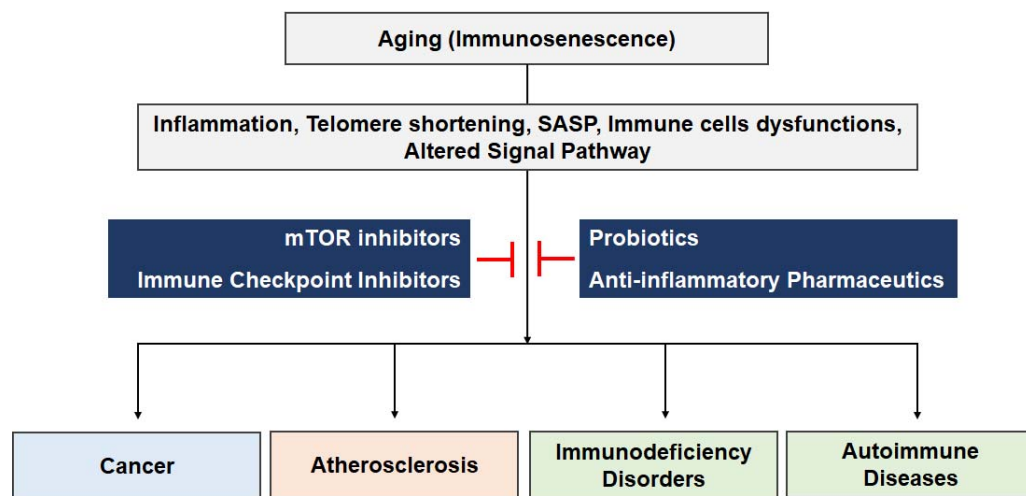 Aging (Immunosenescence)
Inflammation, Telomere shortening, SASP, Immune cells dysfunctions,
Altered Signal Pathway
mTOR inhibitors
Immune Checkpoint Inhibitors
Probiotics
Anti-inflammatory Pharmaceutics
Cancer
Atherosclerosis
Immunodeficiency
Disorders
Autoimmune
Diseases